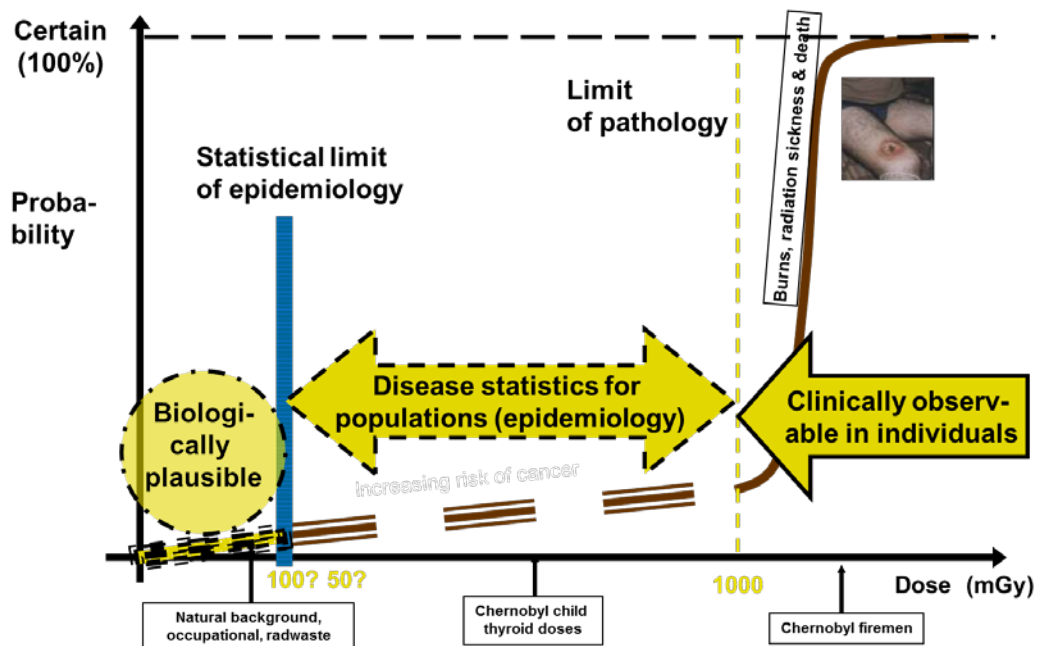 Certain
(100%)
Limit
of pathology
Burns, radiation sickness & death
Statistical limit
of epidemiology
Proba-
bility
Disease statistics for
populations (epidemiology)
Biologi-
cally
plausible
Clinically observ-
able in individuals
Increasing risk of cancer
100? 50?
1000
Dose (mGy)
Natural background,
occupational, radwaste
Chernobyl child
thyroid doses
Chernobyl firemen